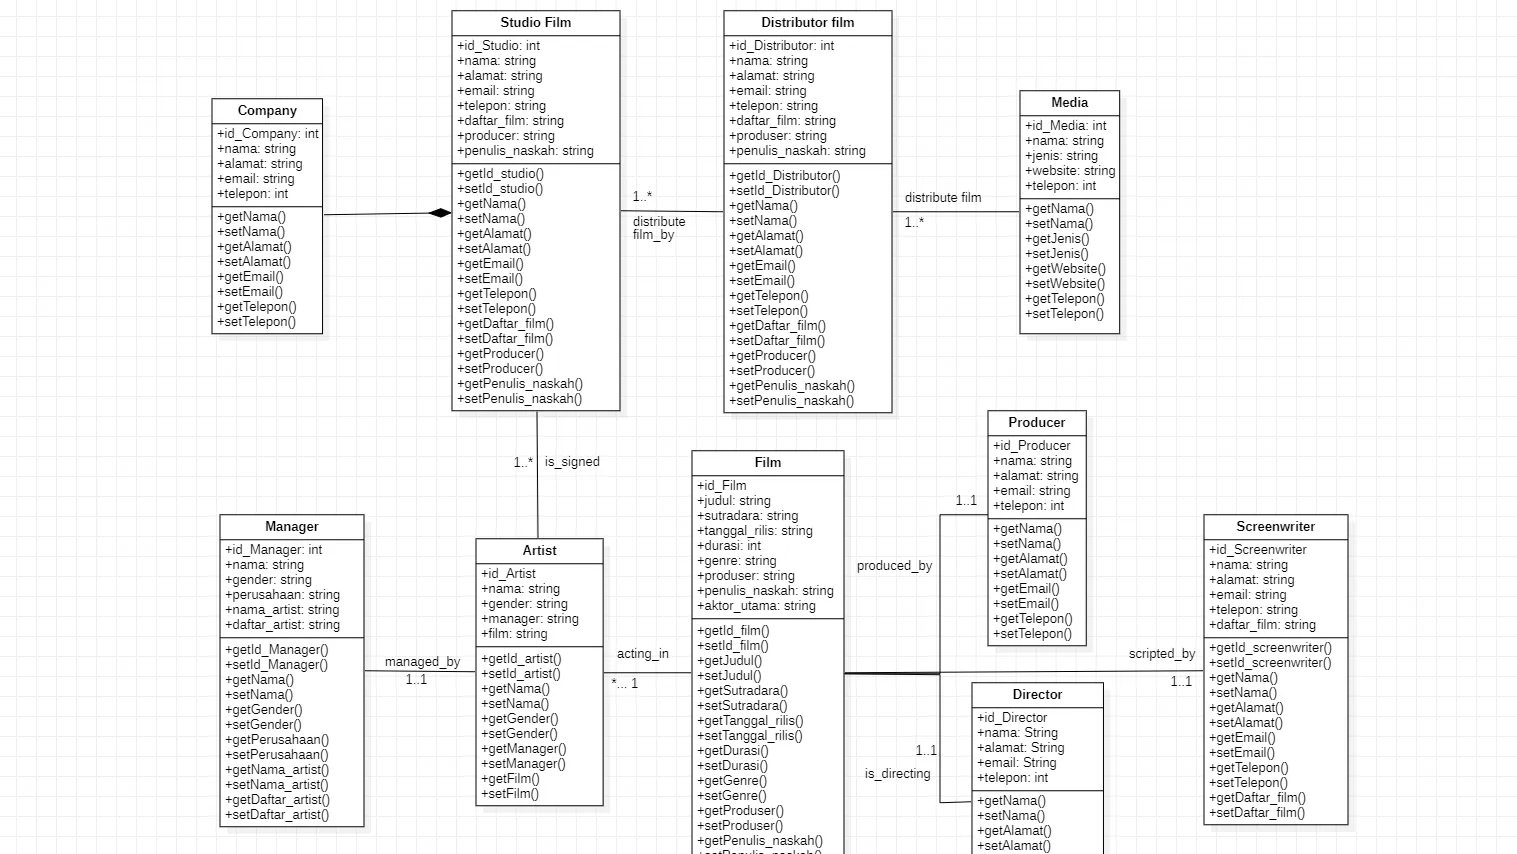 Studio Film
+id_Studio: int
+nama: string
+alamat: string
+email: string
+telepon: string
+daftar_film: string
+producer: string
+penulis_naskah: string
+getId_studio()
+setId_studio()
+getNama()
+setNama()
+getAlamat()
+setAlamat()
+getEmail()
+setEmail()
+getTelepon()
+setTelepon()
+getDaftar_film()
+setDaftar_film()
+getProducer()
+setProducer()
+getPenulis_naskah()
+setPenulis_naskah()
Distributor film
+id_Distributor: int
+nama: string
+alamat: string
+email: string
+telepon: string
+daftar_film: string
+produser: string
+penulis_naskah: string
+getId_Distributor()
+setId_Distributor()
+getNama()
+setNama()
+getAlamat()
+setAlamat()
+getEmail()
+setEmail()
+getTelepon()
+setTelepon()
+getDaftar_film()
+setDaftar_film()
+getProducer()
+setProducer()
+getPenulis_naskah()
+setPenulis_naskah()
Company
+id_Company: int
+nama: string
+alamat: string
+email: string
+telepon: int
+getNama()
+setNama()
+getAlamat()
+setAlamat()
+getEmail()
+setEmail()
+getTelepon()
+setTelepon()
1..*
distribute
film_by
distribute film
1..*
Media
+id_Media: int
+nama: string
+jenis: string
+website: string
+telepon: int
+getNama()
+setNama()
+getJenis()
+setJenis()
+getWebsite()
+setWebsite()
+getTelepon()
+setTelepon()
1..*
is_signed
Manager
+id_Manager: int
+nama: string
+gender: string
+perusahaan: string
+nama_artist: string
+daftar_artist: string
+getId_Manager()
+setId_Manager()
+getNama()
+setNama()
+getGender()
+setGender()
+getPerusahaan()
+setPerusahaan()
+getNama_artist()
+setNama_artist()
+getDaftar_artist()
+setDaftar_artist()
managed_by
1..1
Artist
+id_Artist
+nama: string
+gender: string
+manager: string
+film: string
+getId_artist()
+setId_artist()
+getNama()
+setNama()
+getGender()
+setGender()
+getManager()
+setManager()
+getFilm()
+setFilm()
acting_in
*... 1
Film
+id_Film
+judul: string
+sutradara: string
+tanggal_rilis: string
+durasi: int
+genre: string
+produser: string
+penulis_naskah: string
+aktor_utama: string
+getId_film()
+setId_film()
+getJudul()
+setJudul()
+getSutradara()
+setSutradara()
+getTanggal_rilis()
+setTanggal_rilis()
+getDurasi()
+setDurasi()
+getGenre()
+setGenre()
+getProduser()
+setProduser()
+getPenulis_naskah()
1..1
produced_by
Producer
+id_Producer
+nama: string
+alamat: string
+email: string
+telepon: int
+getNama()
+setNama()
+getAlamat()
+setAlamat()
+getEmail()
+setEmail()
+getTelepon()
+setTelepon()
scripted_by
1..1
Screenwriter
+id_Screenwriter
+nama: string
+alamat: string
+email: string
+telepon: string
+daftar_film: string
+getId_screenwriter()
+setId_screenwriter()
+getNama()
+setNama()
+getAlamat()
+setAlamat()
+getEmail()
+setEmail()
+getTelepon()
+setTelepon()
+getDaftar_film()
+setDaftar_film()
1..1
is_directing
Director
+id_Director
+nama: String
+alamat: String
+email: String
+telepon: int
+getNama()
+setNama()
+getAlamat()
+setAlamat()